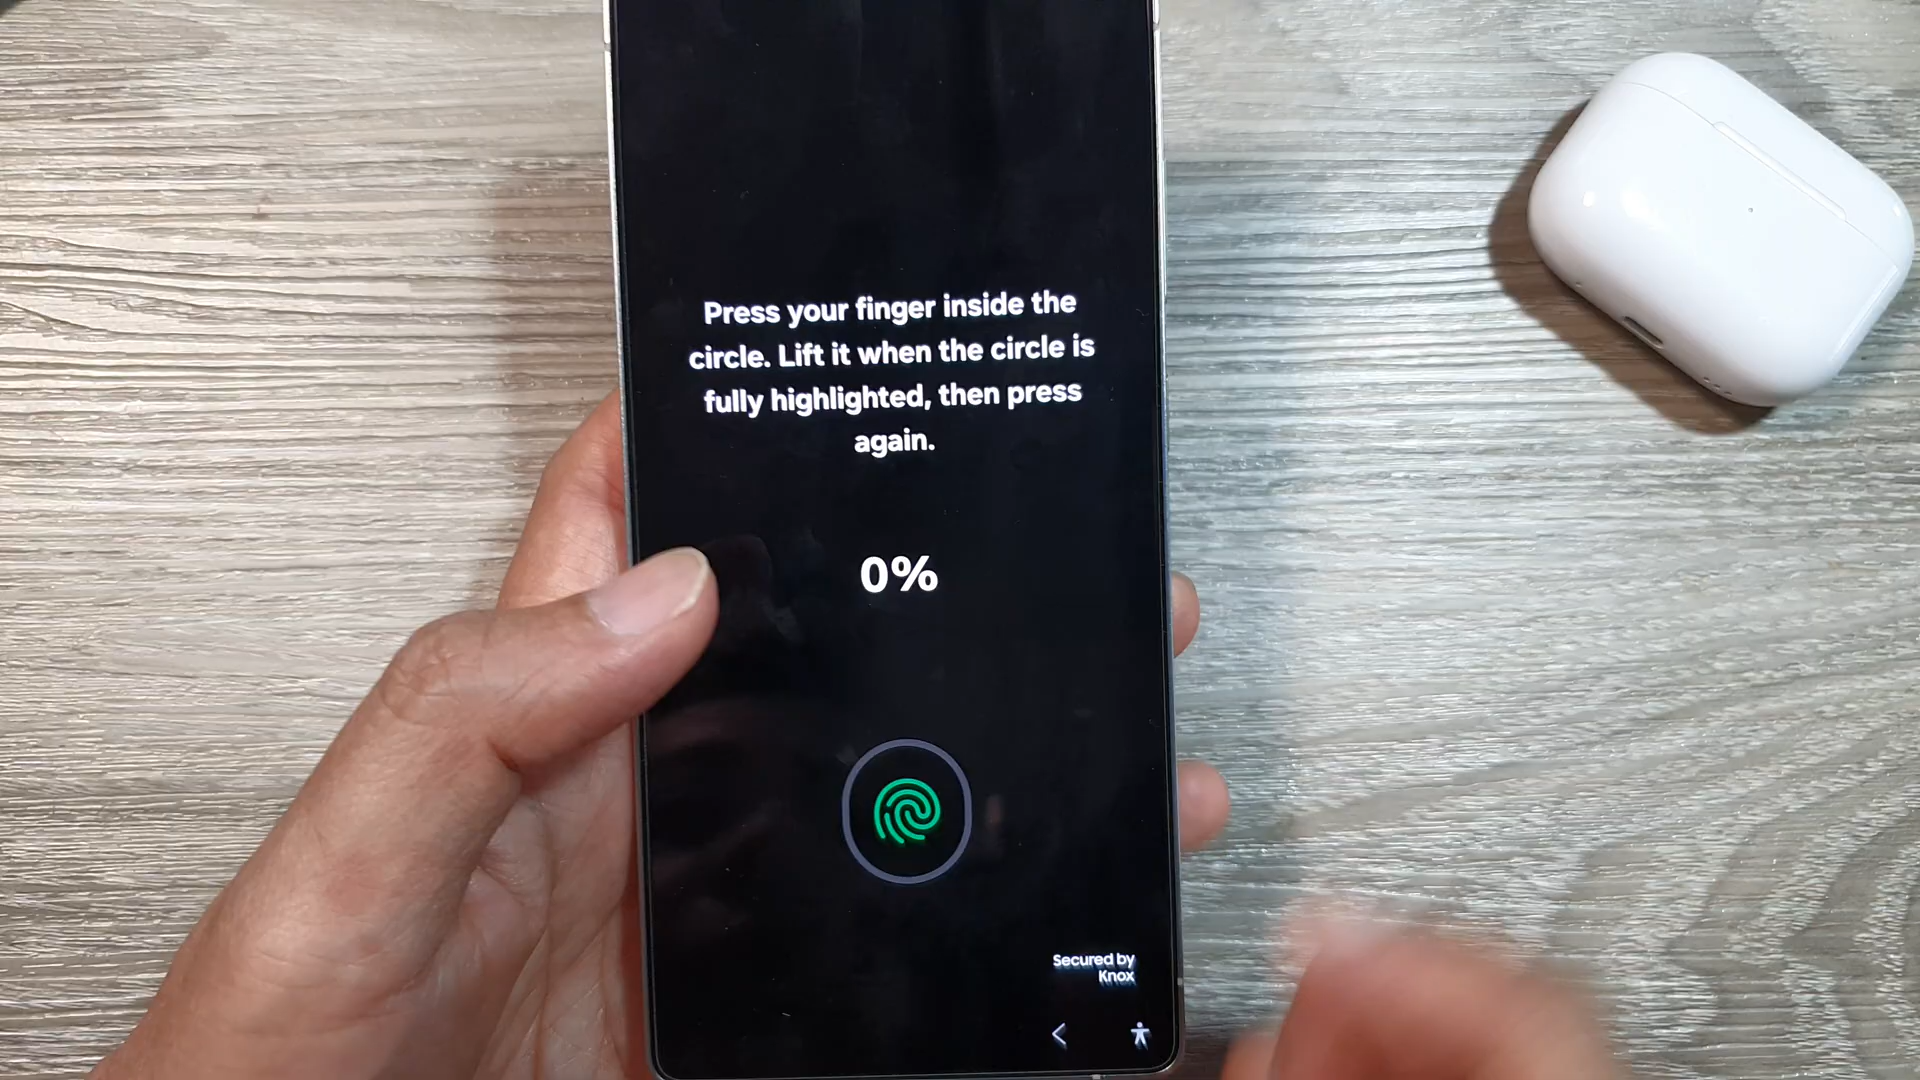 Press your finger inside the
circle. Lift it when the circle is
fully highlighted, then press
again.
0%
Secured by
Knox